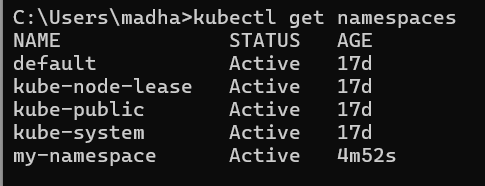 C:\Users\madha>kubectl get namespaces
NAME              STATUS   AGE
default           Active   17d
kube-node-lease   Active   17d
kube-public       Active   17d
kube-system       Active   17d
my-namespace      Active   4m52s